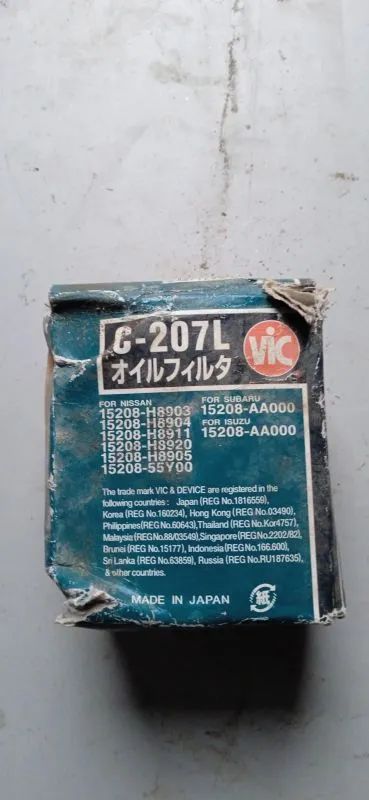 C-207L
オイルフィルタ
ViC
FOR NISSAN
15208-H8903
15208-H8904
15208-H8911
15208-H8920
15208-H8905
15208-55Y00
FOR SUBARU
15208-AA000
FOR ISUZU
15208-AA000
The trade mark VIC & DEVICE are registered in the
following countries: Japan (REG No.1816559),
Korea (REG No.160234), Hong Kong (REG No.03490),
Philippines(REG No.60643),Thailand (REG No.Kor4757),
Malaysia(REG No.88/03549),Singapore(REG No.2202/82),
Brunei (REG No.15177), Indonesia(REG No.166.600),
Sri Lanka (REG No.63859), Russia (REG No.RU187635),
& other countries.
MADE IN JAPAN
紙